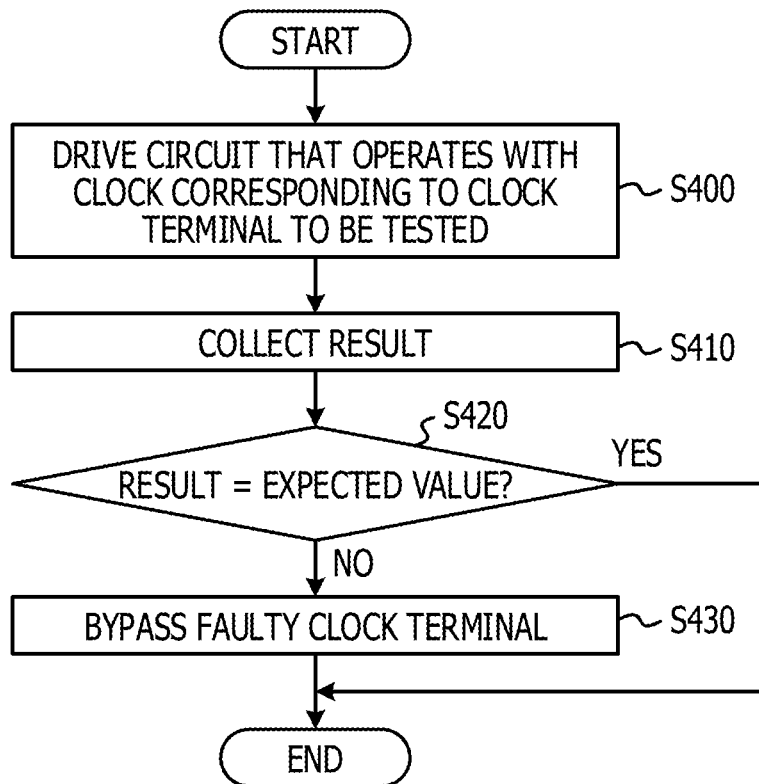 START
DRIVE CIRCUIT THAT OPERATES WITH
CLOCK CORRESPONDING TO CLOCK
TERMINAL TO BE TESTED
S400
COLLECT RESULT
S410
S420
RESULT = EXPECTED VALUE?
YES
NO
BYPASS FAULTY CLOCK TERMINAL
S430
END